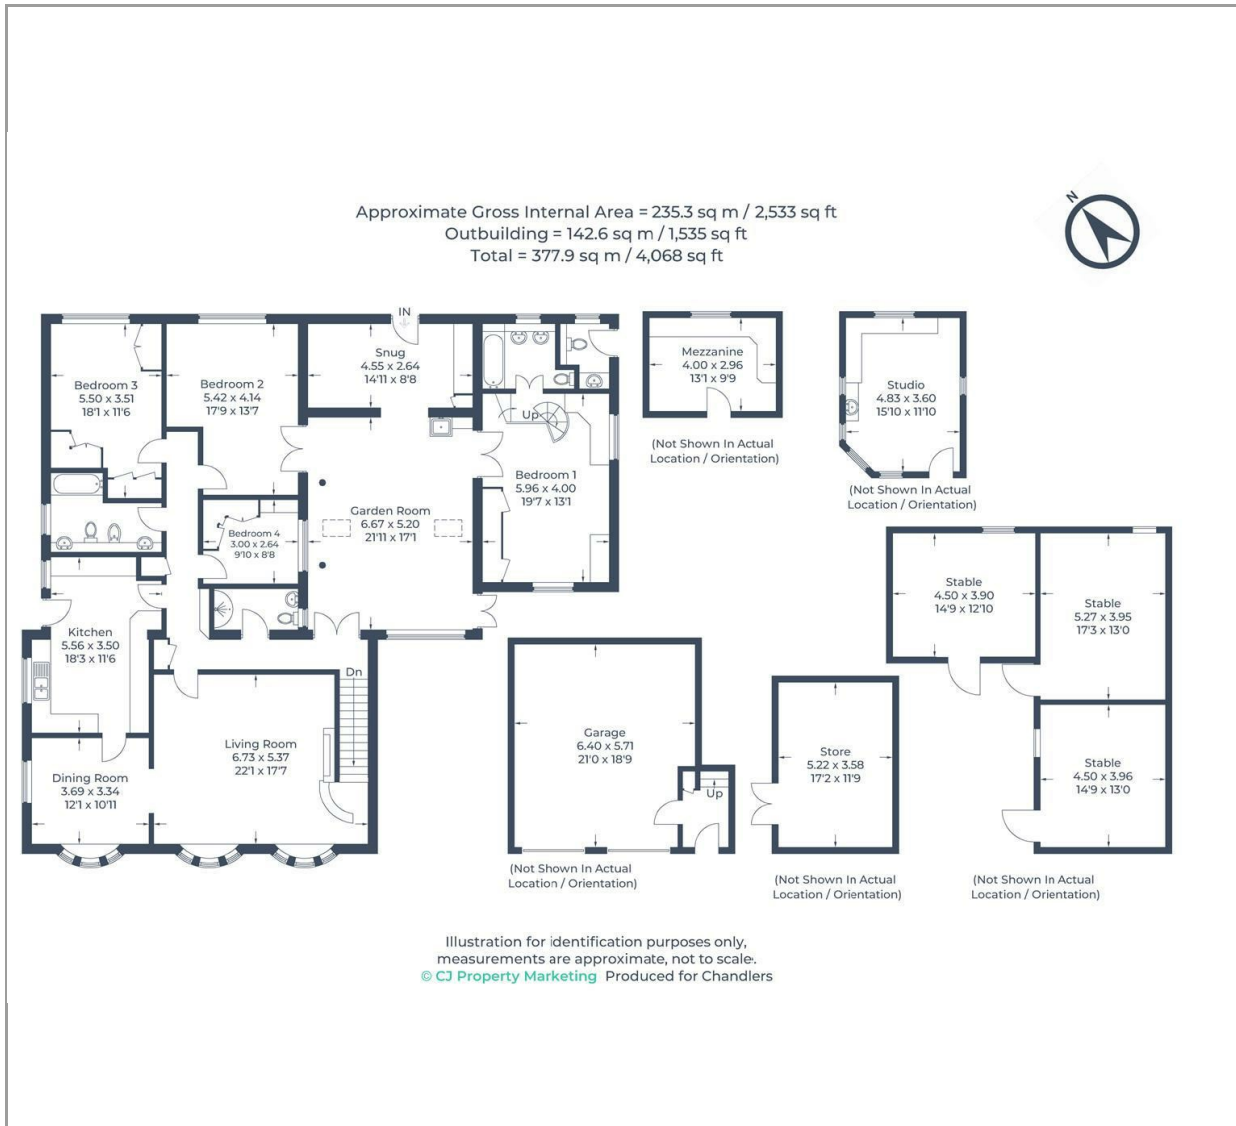 Approximate Gross Internal Area = 235.3 sq m / 2,533 sq ft
Outbuilding = 142.6 sq m / 1,535 sq ft
Total = 377.9 sq m / 4,068 sq ft
N
IN
Snug
4.55 x 2.64
14'11 x 8'8
Bedroom 3
5.50 x 3.51
18'1 x 11'6
Bedroom 2
5.42 x 4.14
17'9 x 13'7
Up
Bedroom 1
5.96 x 4.00
19'7 x 13'1
Garden Room
6.67 x 5.20
21'11 x 17'1
Bedroom 4
3.00 x 2.64
9'10 x 8'8
Kitchen
5.56 x 3.50
18'3 x 11'6
Dn
Living Room
6.73 x 5.37
22'1 x 17'7
Dining Room
3.69 x 3.34
12'1 x 10'11
Mezzanine
4.00 x 2.96
13'1 x 9'9
(Not Shown In Actual
Location / Orientation)
Studio
4.83 x 3.60
15'10 x 11'10
(Not Shown In Actual
Location / Orientation)
Stable
4.50 x 3.90
14'9 x 12'10
Stable
5.27 x 3.95
17'3 x 13'0
Stable
4.50 x 3.96
14'9 x 13'0
(Not Shown In Actual
Location / Orientation)
Garage
6.40 x 5.71
21'0 x 18'9
Up
(Not Shown In Actual
Location / Orientation)
Store
5.22 x 3.58
17'2 x 11'9
(Not Shown In Actual
Location / Orientation)
Illustration for identification purposes only,
measurements are approximate, not to scale.
© CJ Property Marketing Produced for Chandlers